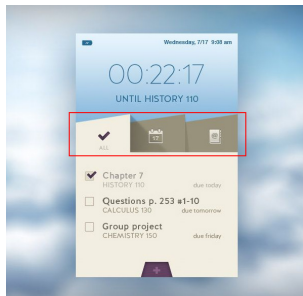 Wednesday, 7/17 9:08 am
00:22:17
UNTIL HISTORY 110
ALL
Chapter 7
HISTORY 110
due today
Questions p. 253 #1-10
CALCULUS 130
due tomorrow
Group project
CHEMISTRY 150
due friday
+